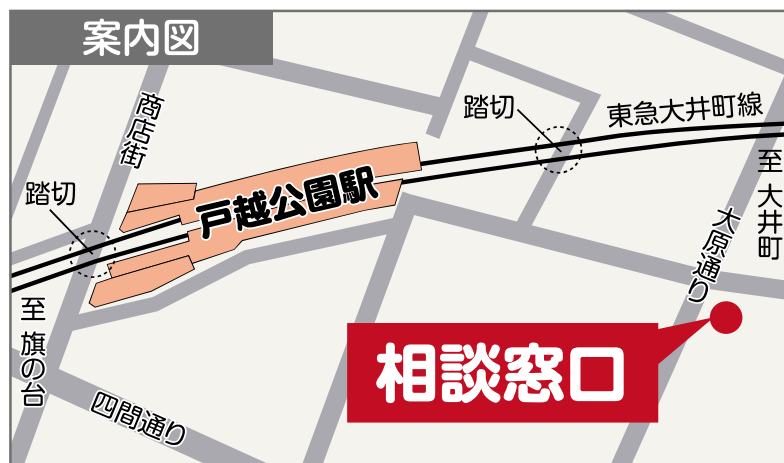 案内図
商店街
踏切
東急大井町線
至 大井町
踏切
戸越公園駅
大原通り
至 旗の台
相談窓口
四間通り